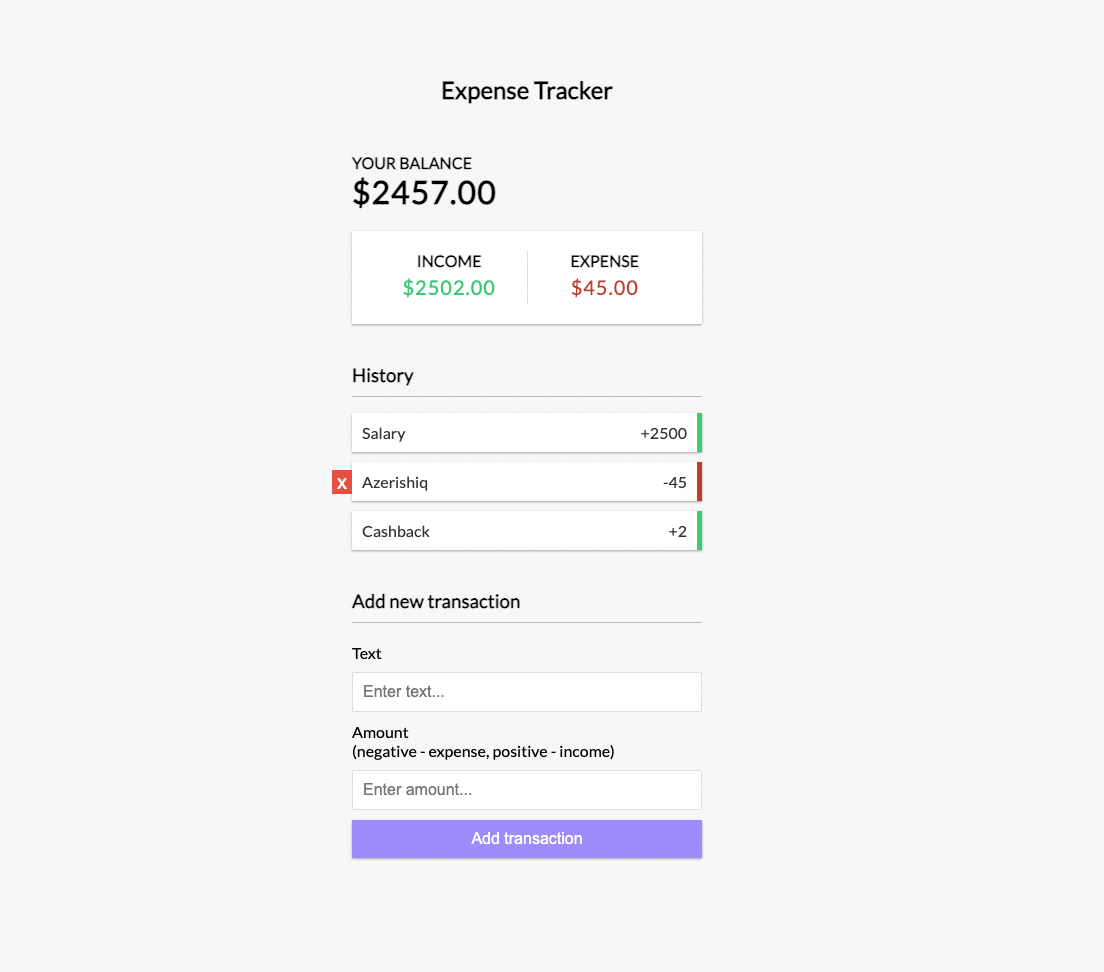 Expense Tracker
YOUR BALANCE
$2457.00
INCOME
$2502.00
EXPENSE
$45.00
History
Salary +2500
x Azerishiq -45
Cashback +2
Add new transaction
Text
Enter text...
Amount
(negative - expense, positive - income)
Enter amount...
Add transaction